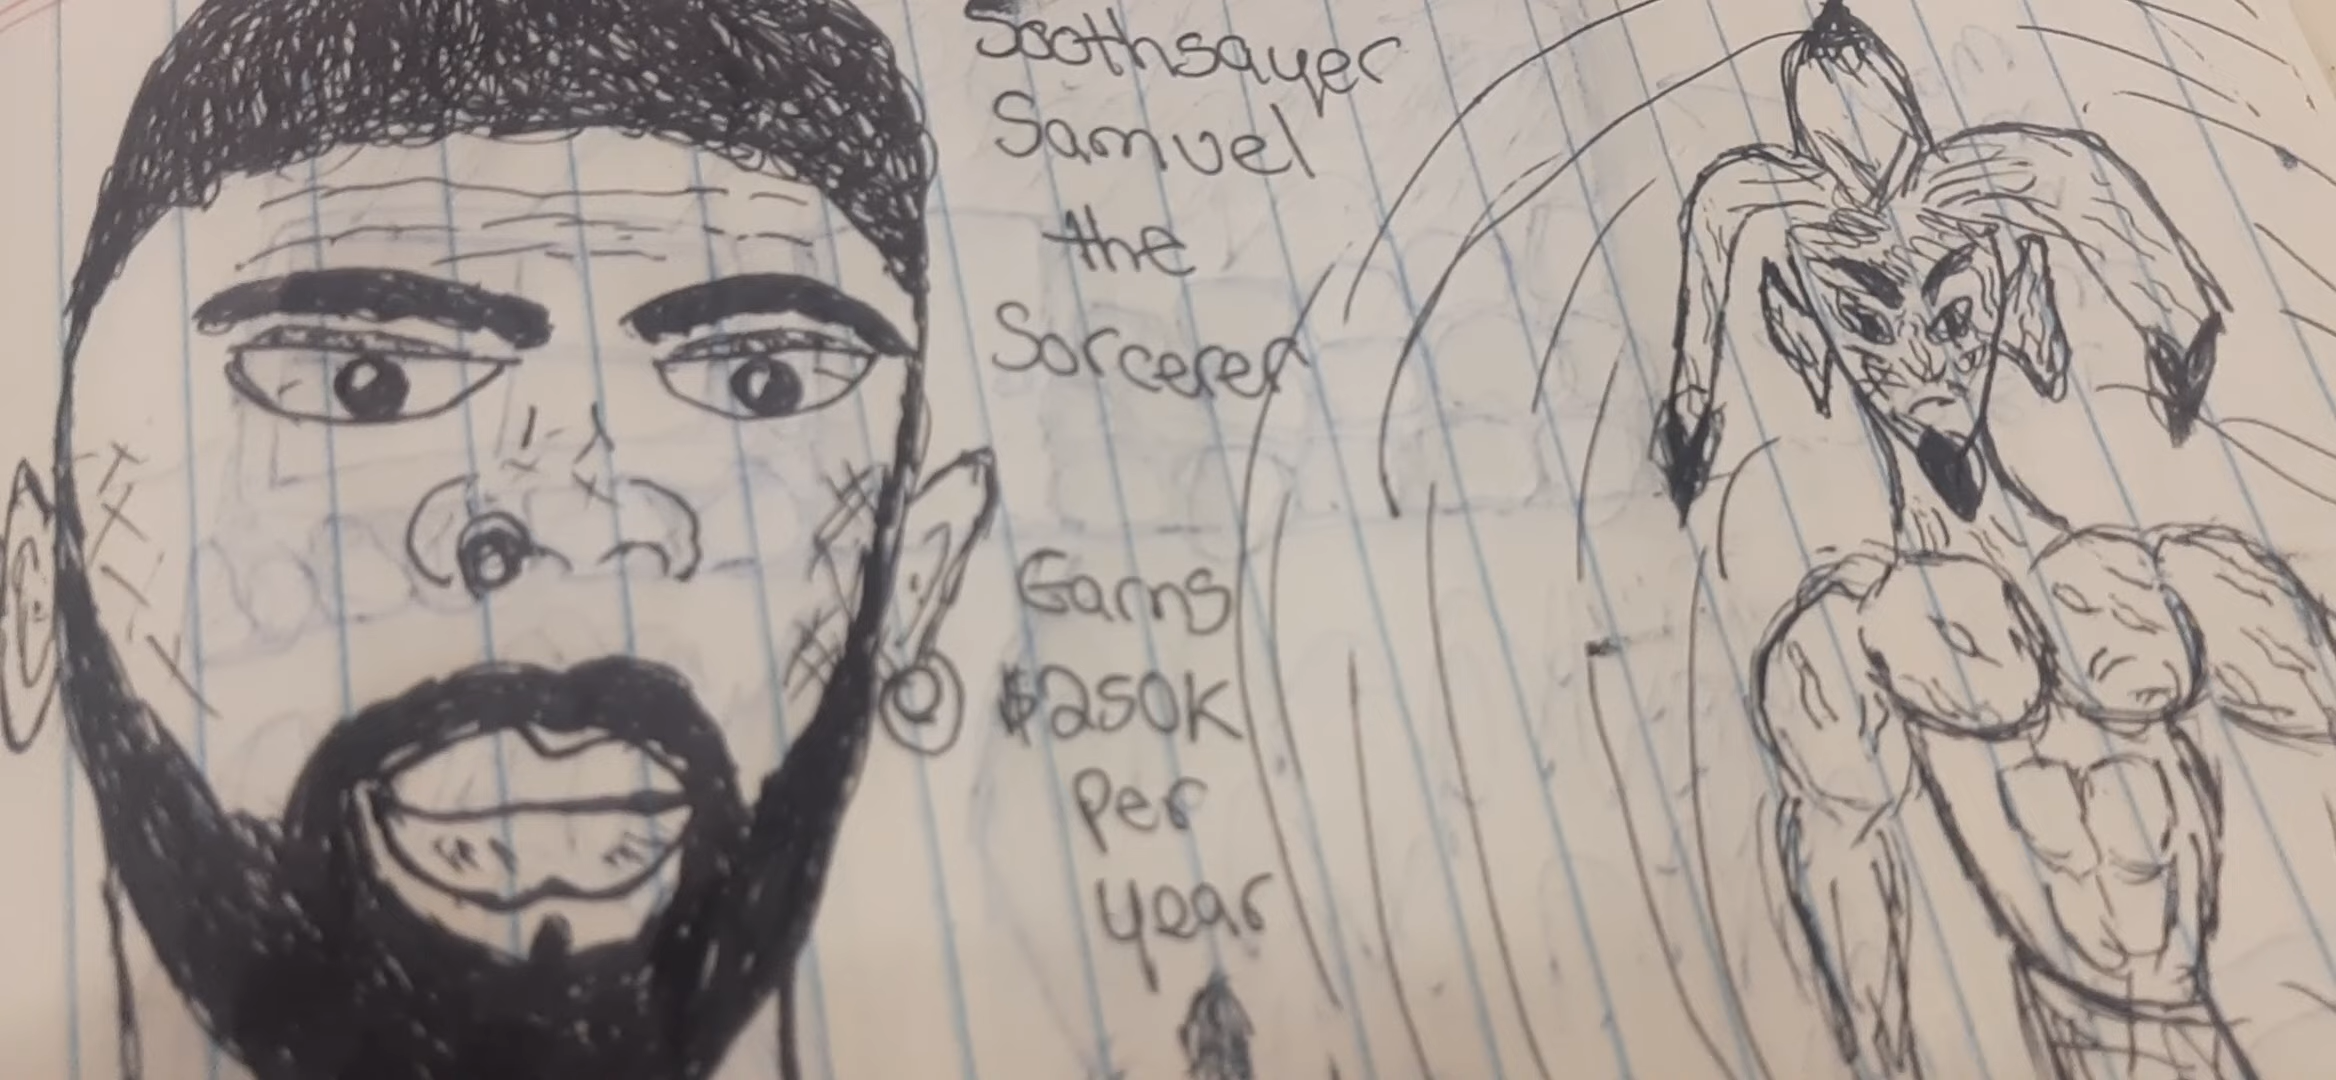 Soothsayer
Samuel
the
Sorcerer
Earns
$250K
Per
year